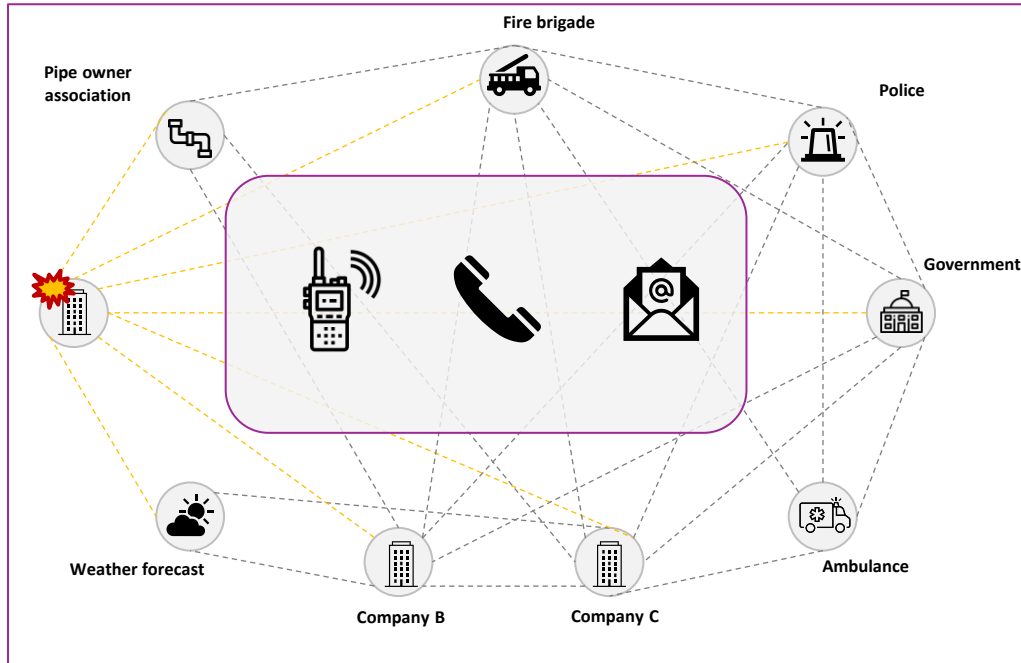 Fire brigade
Pipe owner
association
Police
Government
@
Weather forecast
Ambulance
Company B
Company C